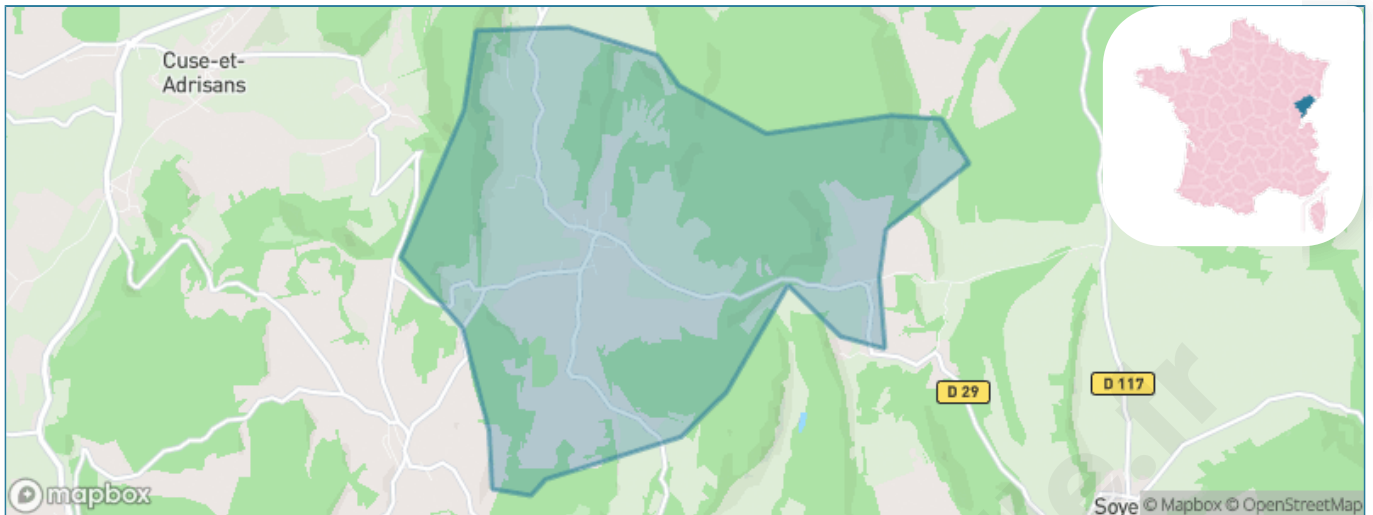 Cuse-et-
Adrisans
D 29
D 117
Soye
mapbox
© Mapbox © OpenStreetMap